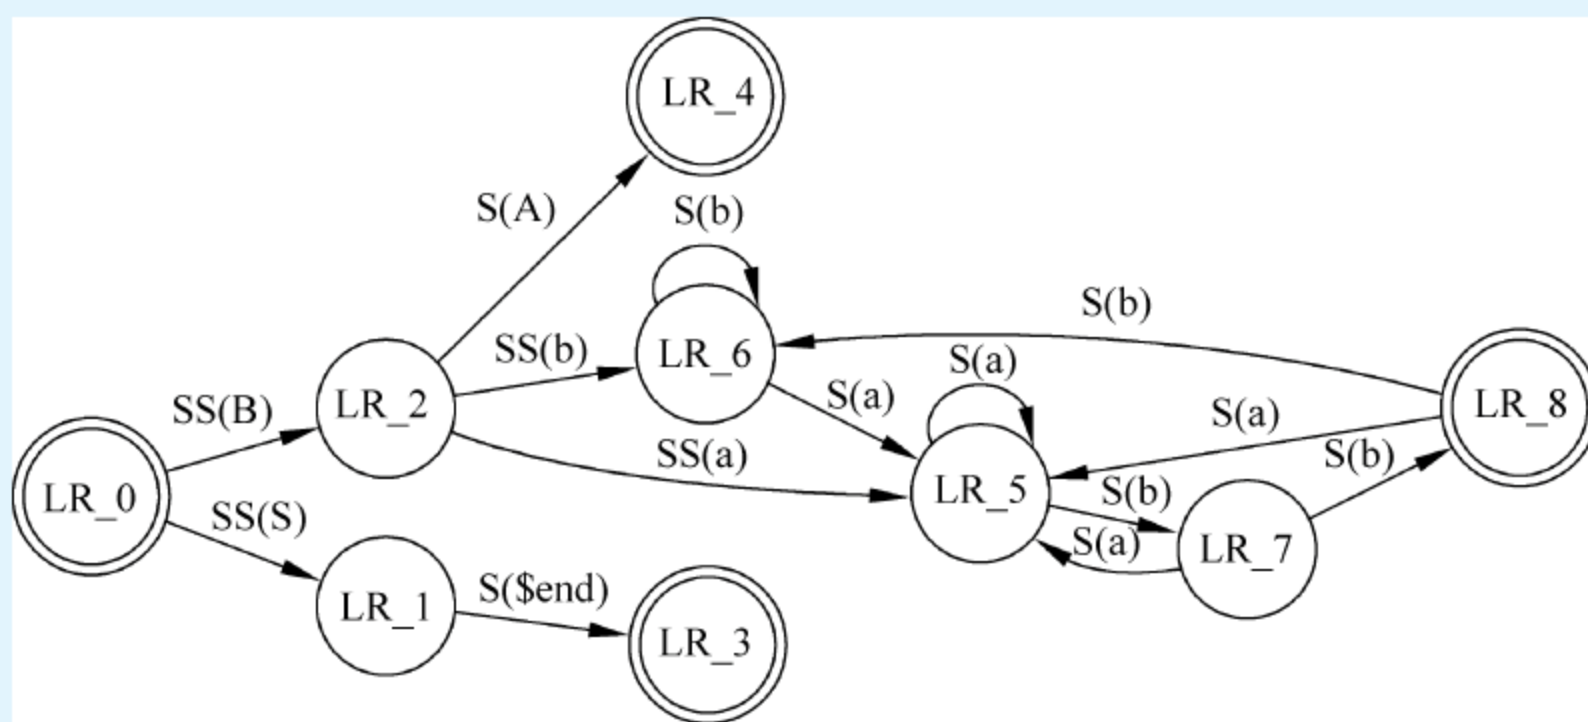 LR_4
S(A)
S(b)
S(b)
SS(b)
LR_6
S(a)
LR_8
SS(B)
LR_2
S(a)
S(a)
SS(a)
S(b)
LR_0
LR_5
S(b)
SS(S)
S(a)
LR_7
LR_1
S($end)
LR_3